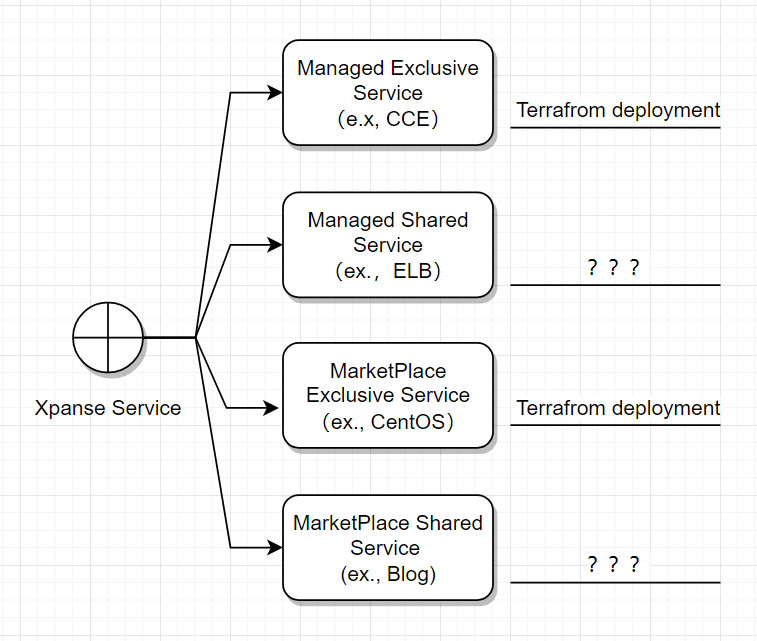 Managed Exclusive
Service
（e.x, CCE）
Terrafrom deployment
Managed Shared
Service
（ex.，ELB）
？？？
Xpanse Service
MarketPlace
Exclusive Service
（ex., CentOS）
Terrafrom deployment
MarketPlace Shared
Service
(ex., Blog)
？？？